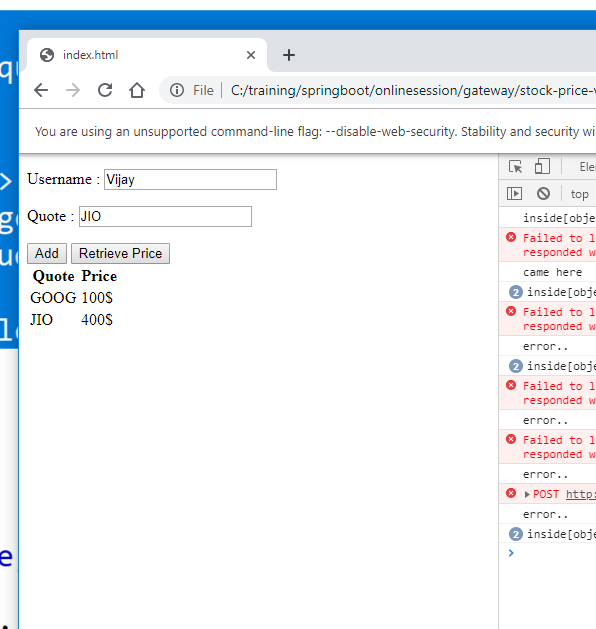 index.html
File | C:/training/springboot/onlinesession/gateway/stock-price-
You are using an unsupported command-line flag: --disable-web-security. Stability and security wi
Username : Vijay
Quote : JIO
Add Retrieve Price
Quote Price
GOOG 100$
JIO 400$
Ele
top
inside[obje
Failed to l
responded w
came here
2 inside[obje
Failed to l
responded w
error..
2 inside[obje
Failed to l
responded w
error..
Failed to l
responded w
error..
POST http:
error..
2 inside[obje